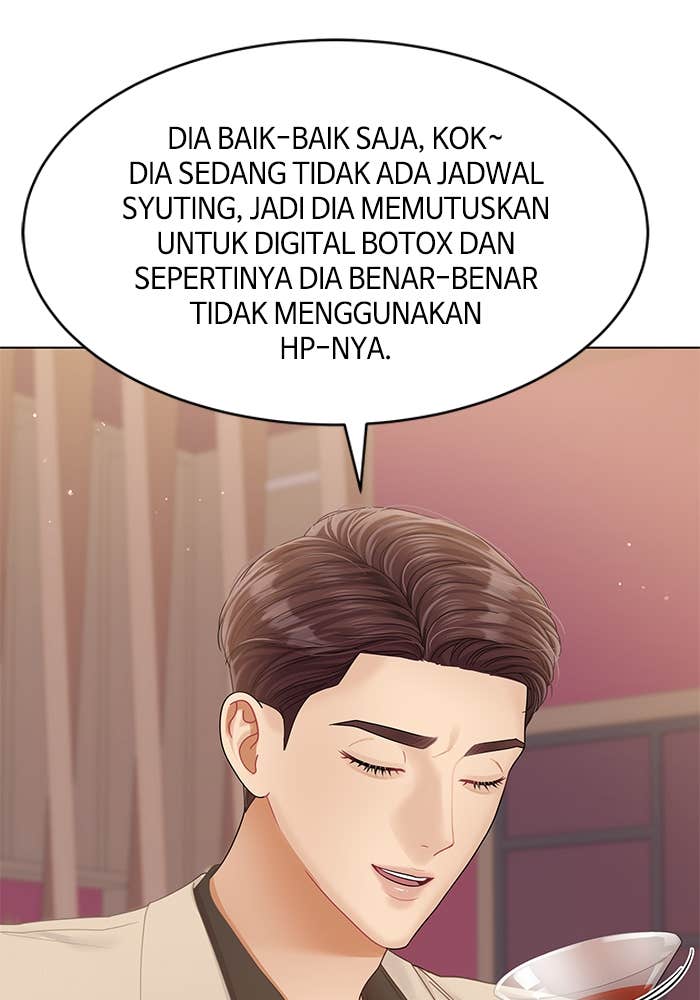 DIA BAIK-BAIK SAJA, KOK~
DIA SEDANG TIDAK ADA JADWAL
SYUTING, JADI DIA MEMUTUSKAN
UNTUK DIGITAL BOTOX DAN
SEPERTINYA DIA BENAR-BENAR
TIDAK MENGGUNAKAN
HP-NYA.